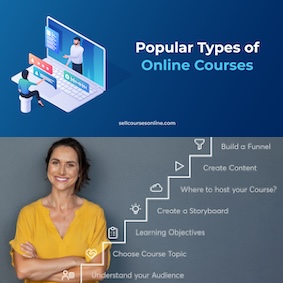 Popular Types of
Online Courses
sellcoursesonline.com
Build a Funnel
Create Content
Where to host your Course?
Create a Storyboard
Learning Objectives
Choose Course Topic
Understand your Audience